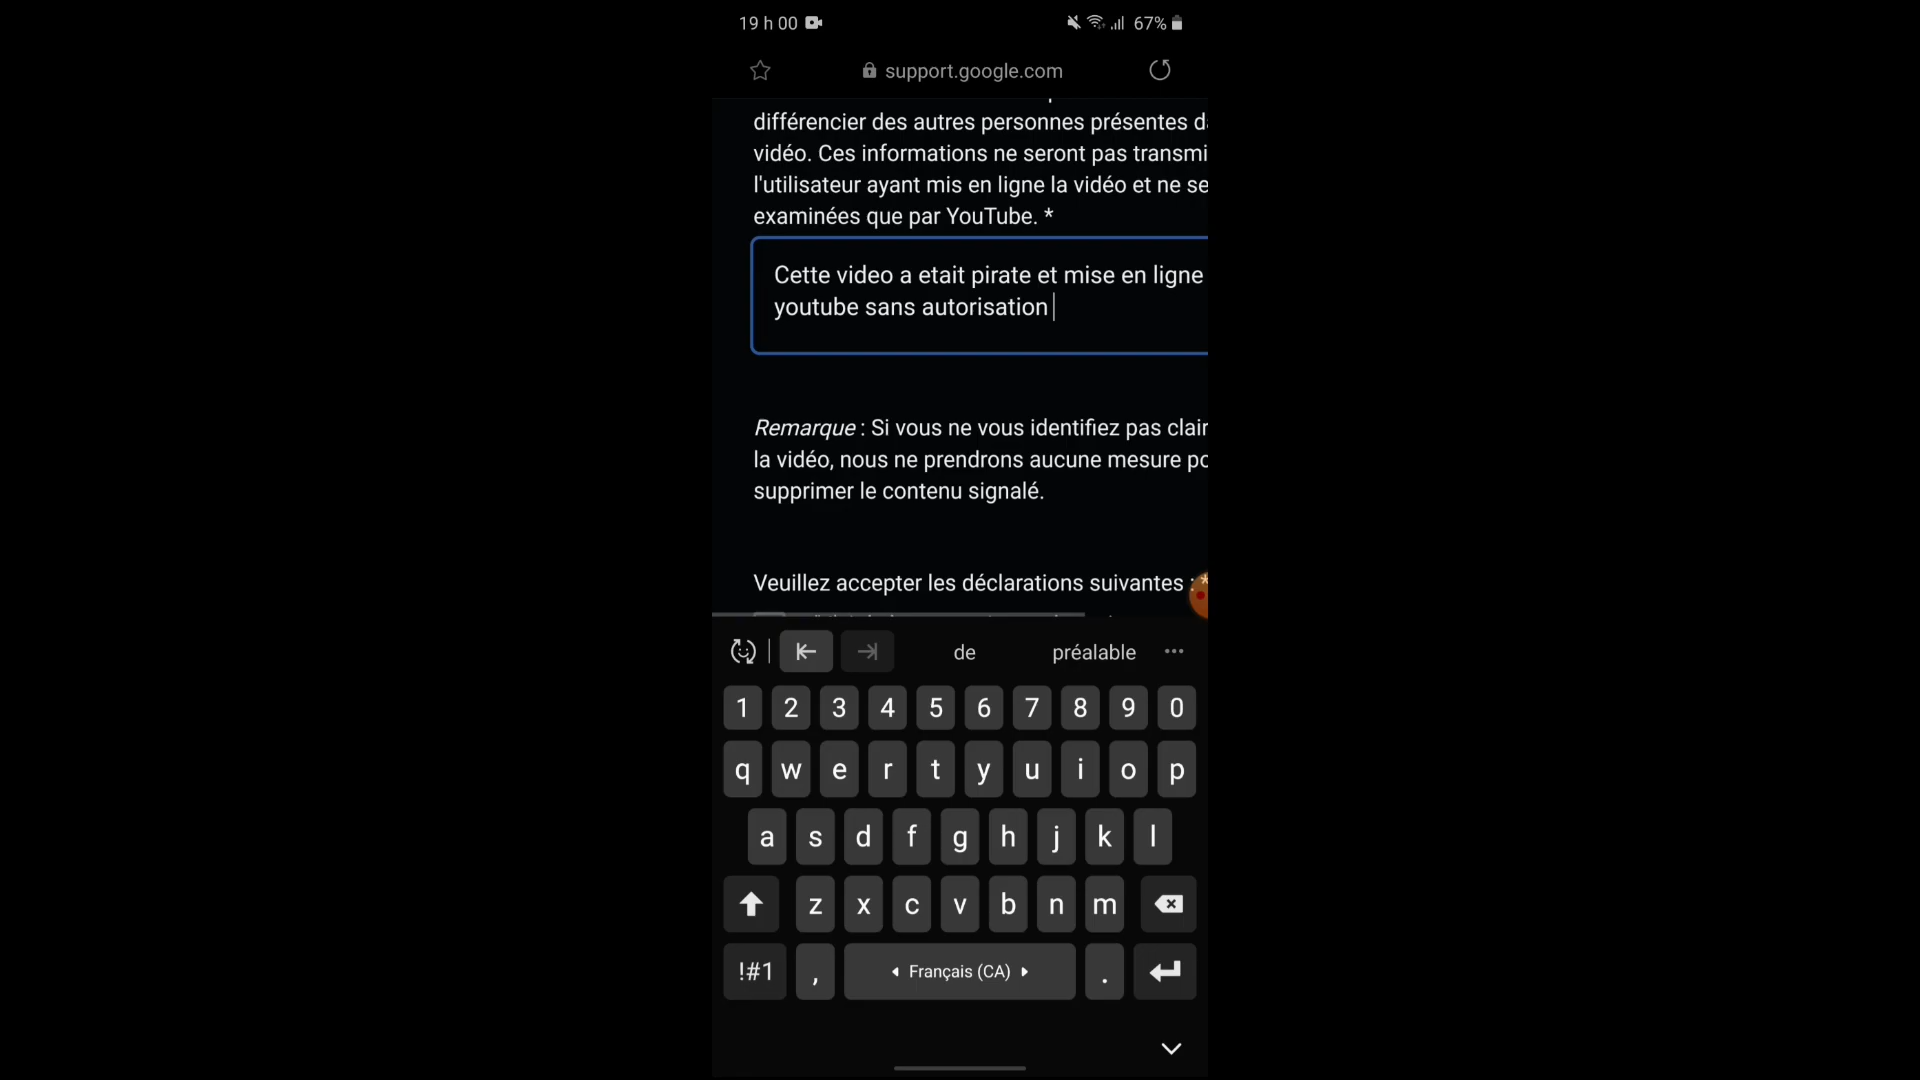 19 h 00 67%
support.google.com
différencier des autres personnes présentes d
vidéo. Ces informations ne seront pas transmi
l'utilisateur ayant mis en ligne la vidéo et ne se
examinées que par YouTube. *
Cette video a etait pirate et mise en ligne
youtube sans autorisation
Remarque : Si vous ne vous identifiez pas clair
la vidéo, nous ne prendrons aucune mesure po
supprimer le contenu signalé.
Veuillez accepter les déclarations suivantes : *
de préalable ...
1 2 3 4 5 6 7 8 9 0
q w e r t y u i o p
a s d f g h j k l
z x c v b n m
!#1 , Français (CA) .